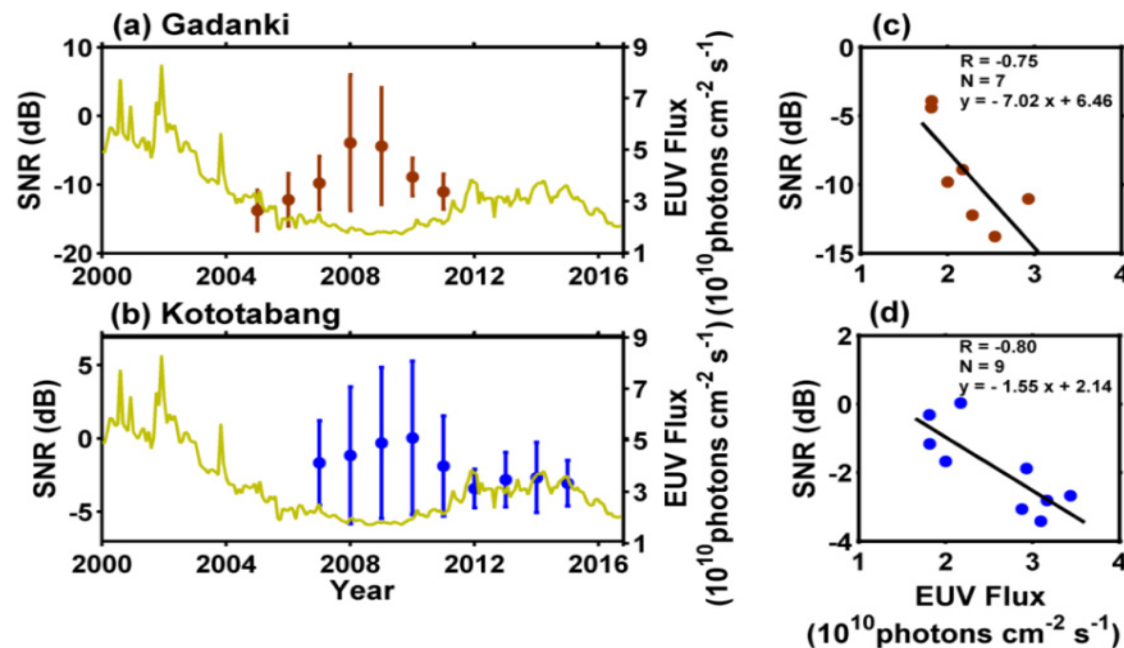 (a) Gadanki
10
0
-10
-20
SNR (dB)
2000 2004 2008 2012 2016
9
7
5
3
1
EUV Flux
(10¹⁰photons cm⁻² s⁻¹)
(c)
R = -0.75
N = 7
y = - 7.02 x + 6.46
0
-5
-10
-15
SNR (dB)
1 2 3 4
(b) Kototabang
5
0
-5
SNR (dB)
2000 2004 2008 2012 2016
Year
9
7
5
3
1
EUV Flux
(10¹⁰photons cm⁻² s⁻¹)
(d)
R = -0.80
N = 9
y = - 1.55 x + 2.14
2
0
-2
-4
SNR (dB)
1 2 3 4
EUV Flux
(10¹⁰photons cm⁻² s⁻¹)